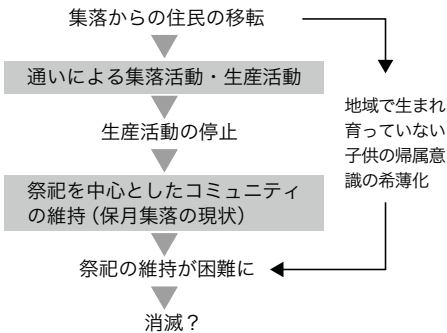 集落からの住民の移転
通いによる集落活動・生産活動
生産活動の停止
祭祀を中心としたコミュニティ
の維持（保月集落の現状）
祭祀の維持が困難に
消滅？
地域で生まれ
育っていない
子供の帰属意
識の希薄化